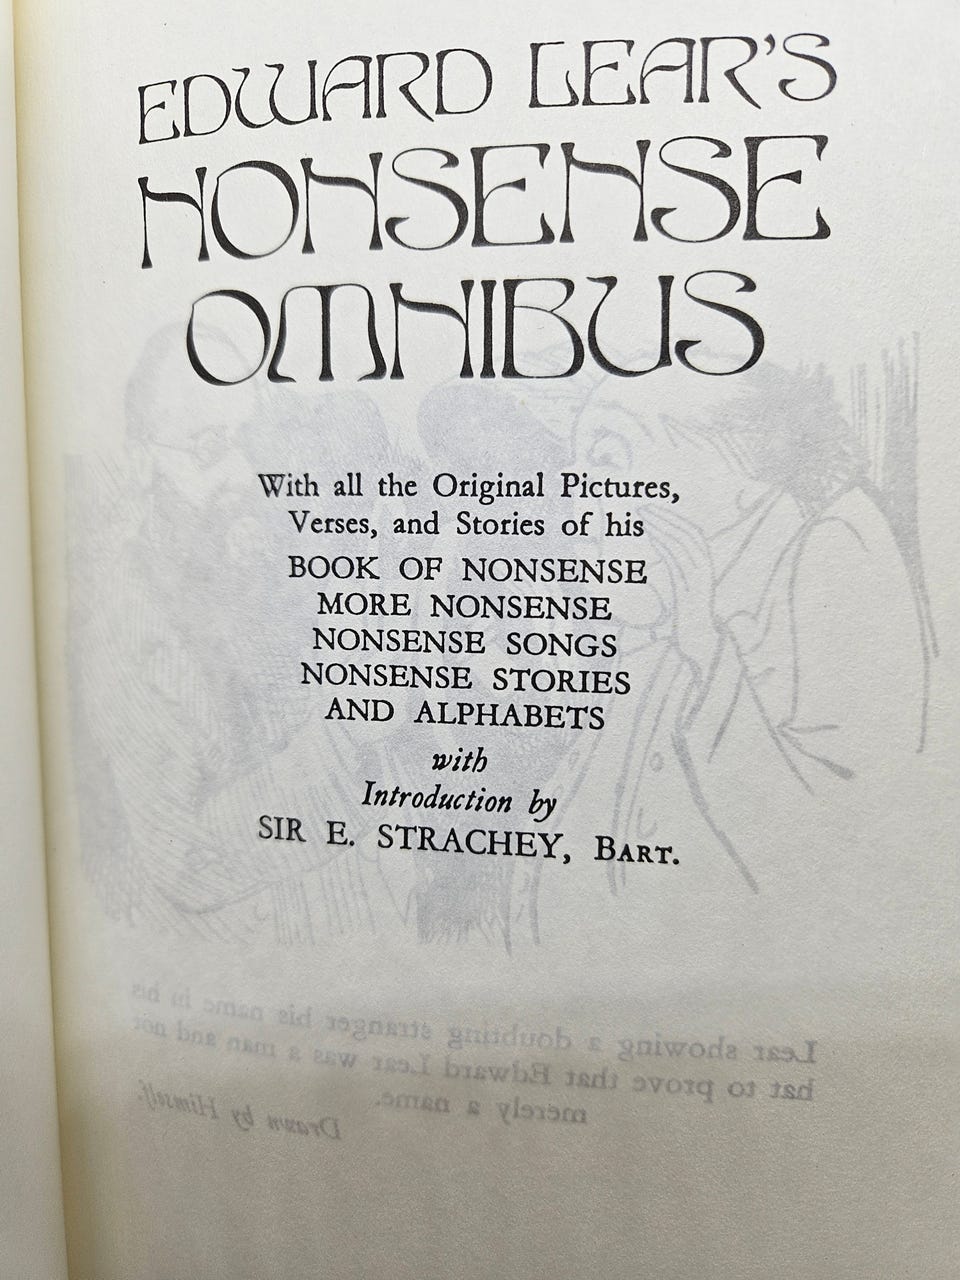 EDWARD LEAR'S
NONSENSE
OMNIBUS
With all the Original Pictures,
Verses, and Stories of his
BOOK OF NONSENSE
MORE NONSENSE
NONSENSE SONGS
NONSENSE STORIES
AND ALPHABETS
with
Introduction by
SIR E. STRACHEY, BART.
Lear showing a doubting stranger his name in his
hat to prove that Edward Lear was a man and not
merely a name.
Drawn by Himself.